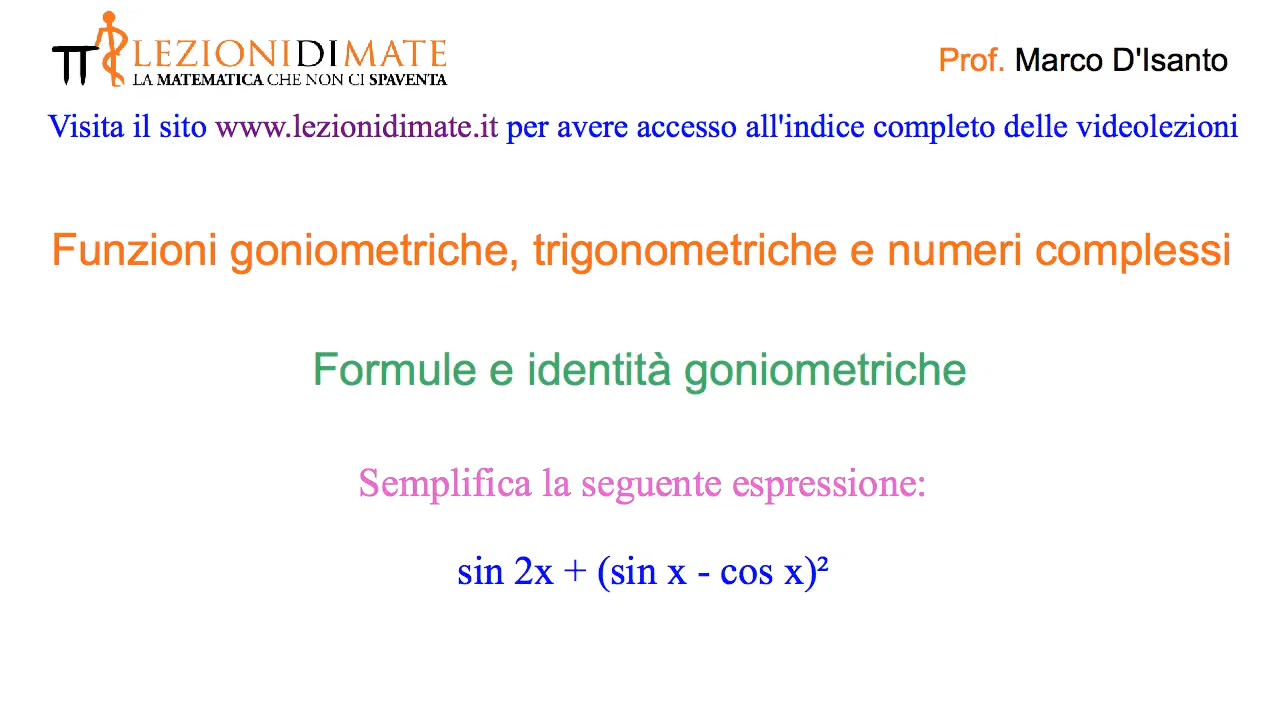 LEZIONIDIMATE
LA MATEMATICA CHE NON CI SPAVENTA
Prof. Marco D'Isanto
Visita il sito www.lezionidimate.it per avere accesso all'indice completo delle videolezioni
Funzioni goniometriche, trigonometriche e numeri complessi
Formule e identità goniometriche
Semplifica la seguente espressione:
sin 2x + (sin x - cos x)²